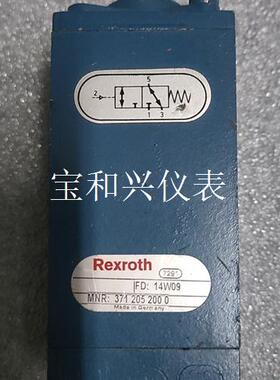 5
2
1 3
宝和兴仪表
Rexroth 7291
FD: 14W09
MNR: 371 205 200 0
Made in Germany